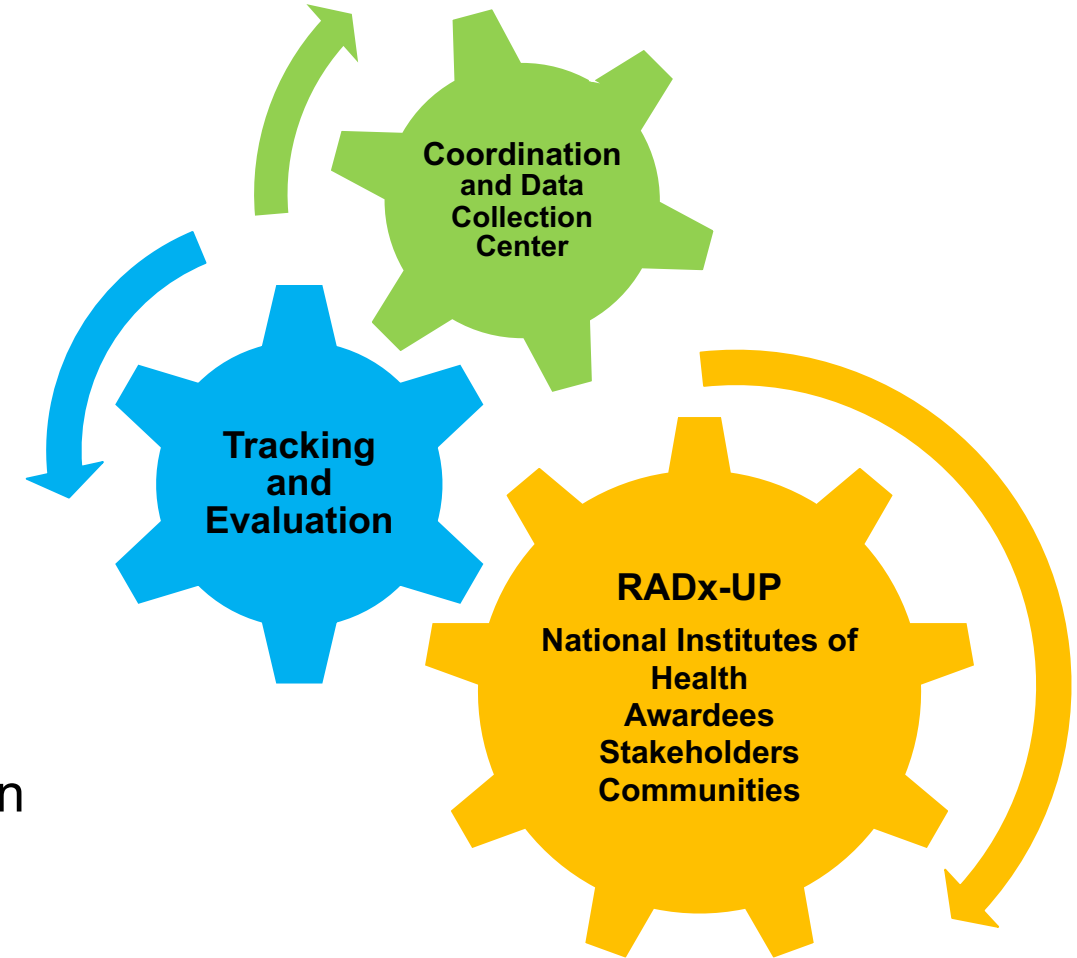 Coordination
and Data
Collection
Center
Tracking
and
Evaluation
RADx-UP
National Institutes of
Health
Awardees
Stakeholders
Communities
n